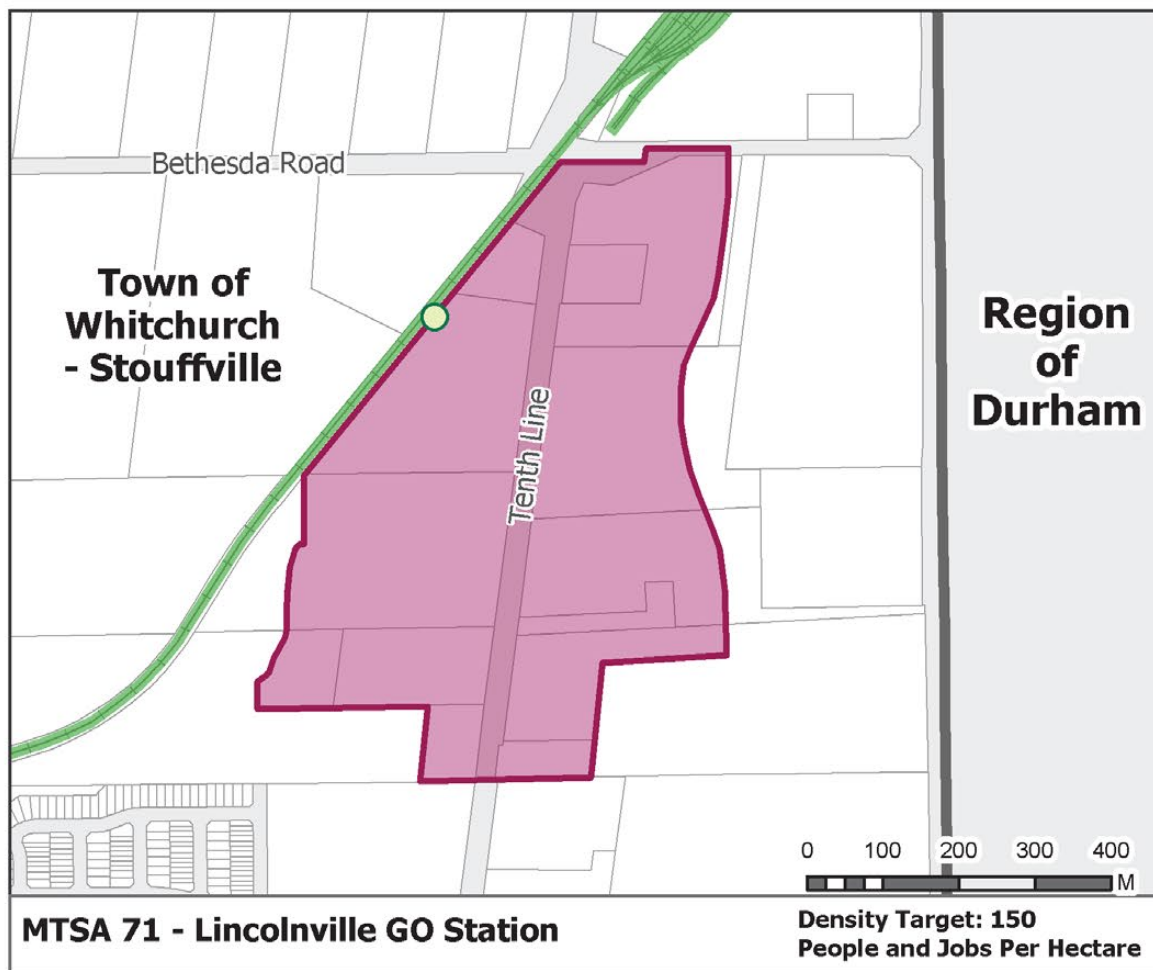 Bethesda Road
Town of
Whitchurch
- Stouffville
Region
of
Durham
Tenth Line
0 100 200 300 400
M
MTSA 71 - Lincolnville GO Station
Density Target: 150
People and Jobs Per Hectare